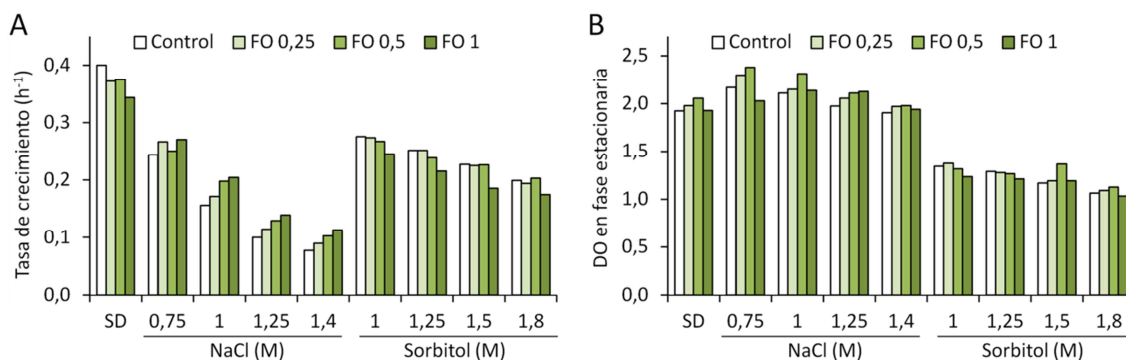 A
Control FO 0,25 FO 0,5 FO 1
Tasa de crecimiento (h-1)
0,4
0,3
0,2
0,1
0,0
SD 0,75 1 1,25 1,4 1 1,25 1,5 1,8
NaCl (M) Sorbitol (M)
B
Control FO 0,25 FO 0,5 FO 1
DO en fase estacionaria
2,5
2,0
1,5
1,0
0,5
0,0
SD 0,75 1 1,25 1,4 1 1,25 1,5 1,8
NaCl (M) Sorbitol (M)